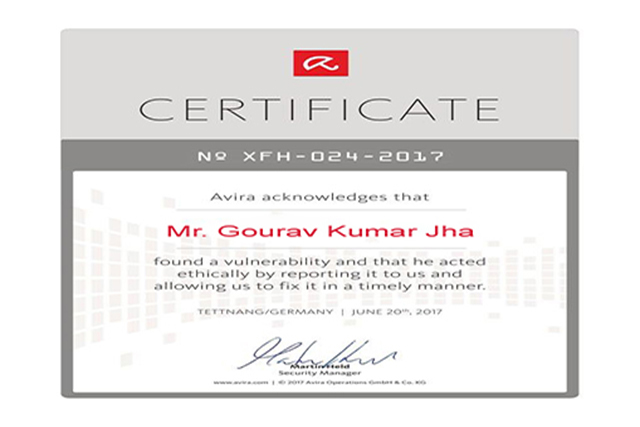 CERTIFICATE
Nº XFH-024-2017
Avira acknowledges that
Mr. Gourav Kumar Jha
found a vulnerability and that he acted
ethically by reporting it to us and
allowing us to fix it in a timely manner.
TETTNANG/GERMANY | JUNE 20th, 2017
Martin Held
Security Manager
www.avira.com | © 2017 Avira Operations GmbH & Co. KG